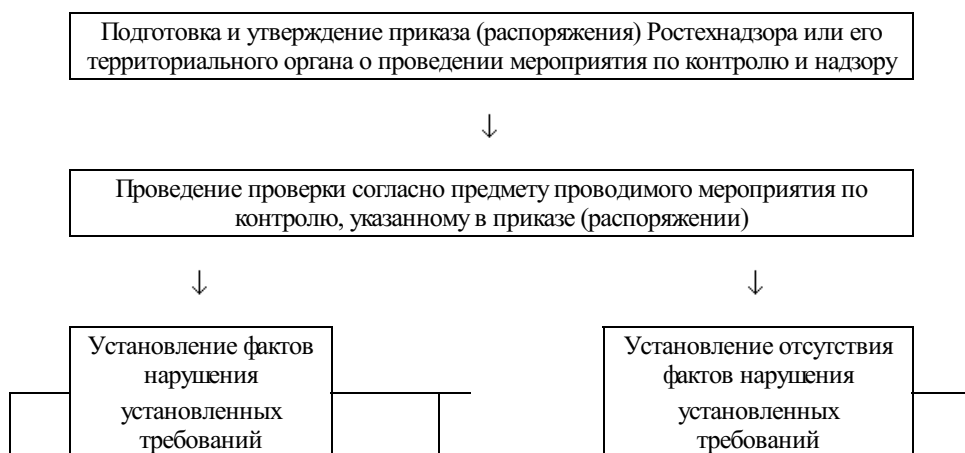 Подготовка и утверждение приказа (распоряжения) Ростехнадзора или его
территориального органа о проведении мероприятия по контролю и надзору
↓
Проведение проверки согласно предмету проводимого мероприятия по
контролю, указанному в приказе (распоряжении)
↓ ↓
Установление фактов
нарушения
установленных
требований
Установление отсутствия
фактов нарушения
установленных
требований